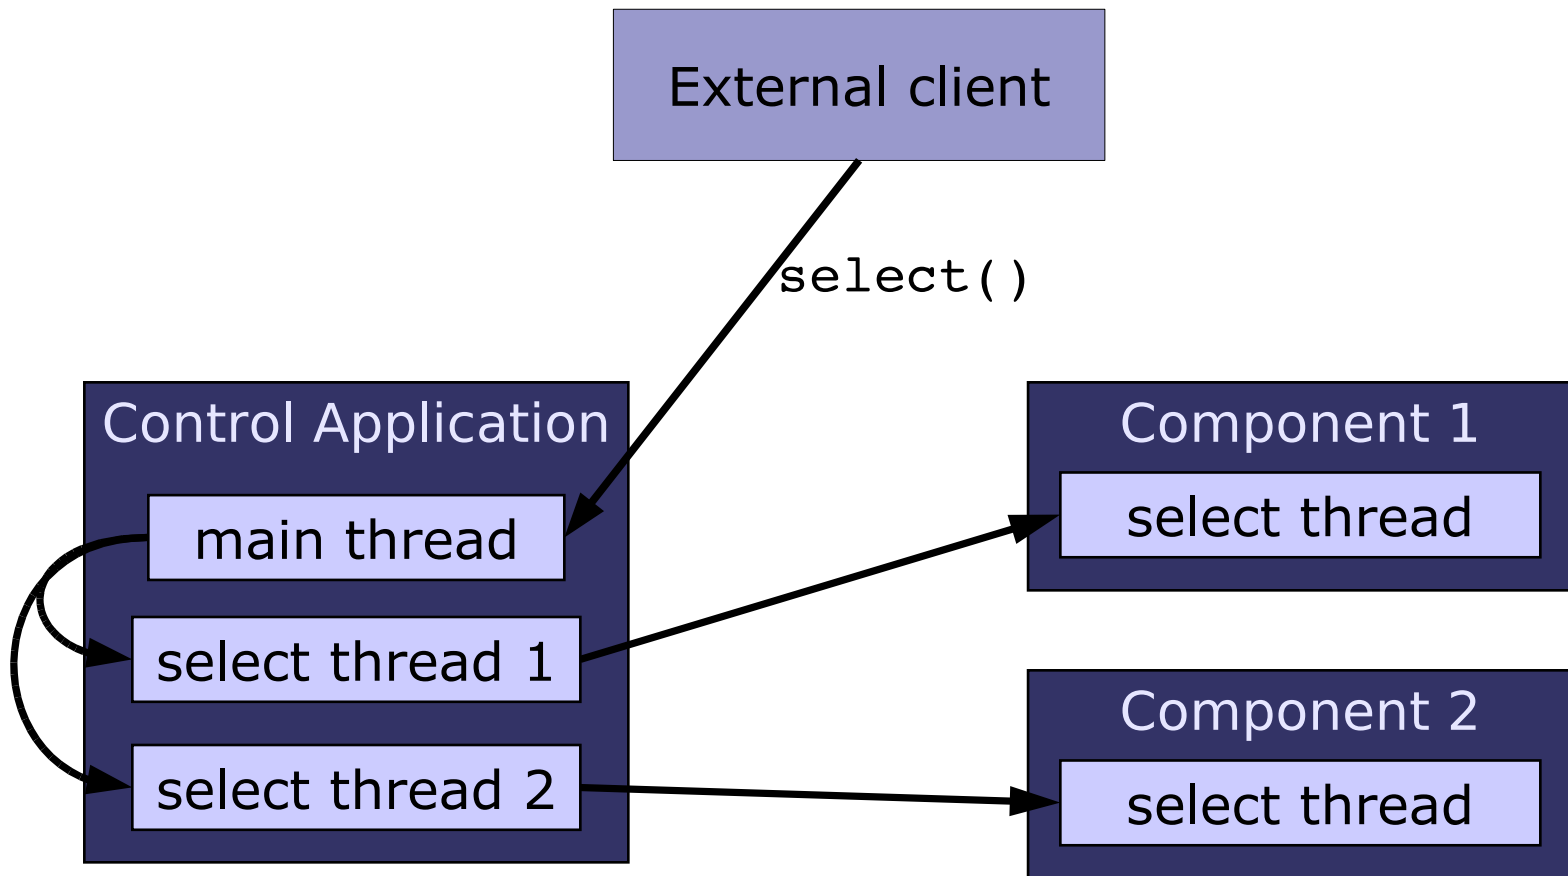 External client
select()
Control Application
main thread
select thread 1
select thread 2
Component 1
select thread
Component 2
select thread